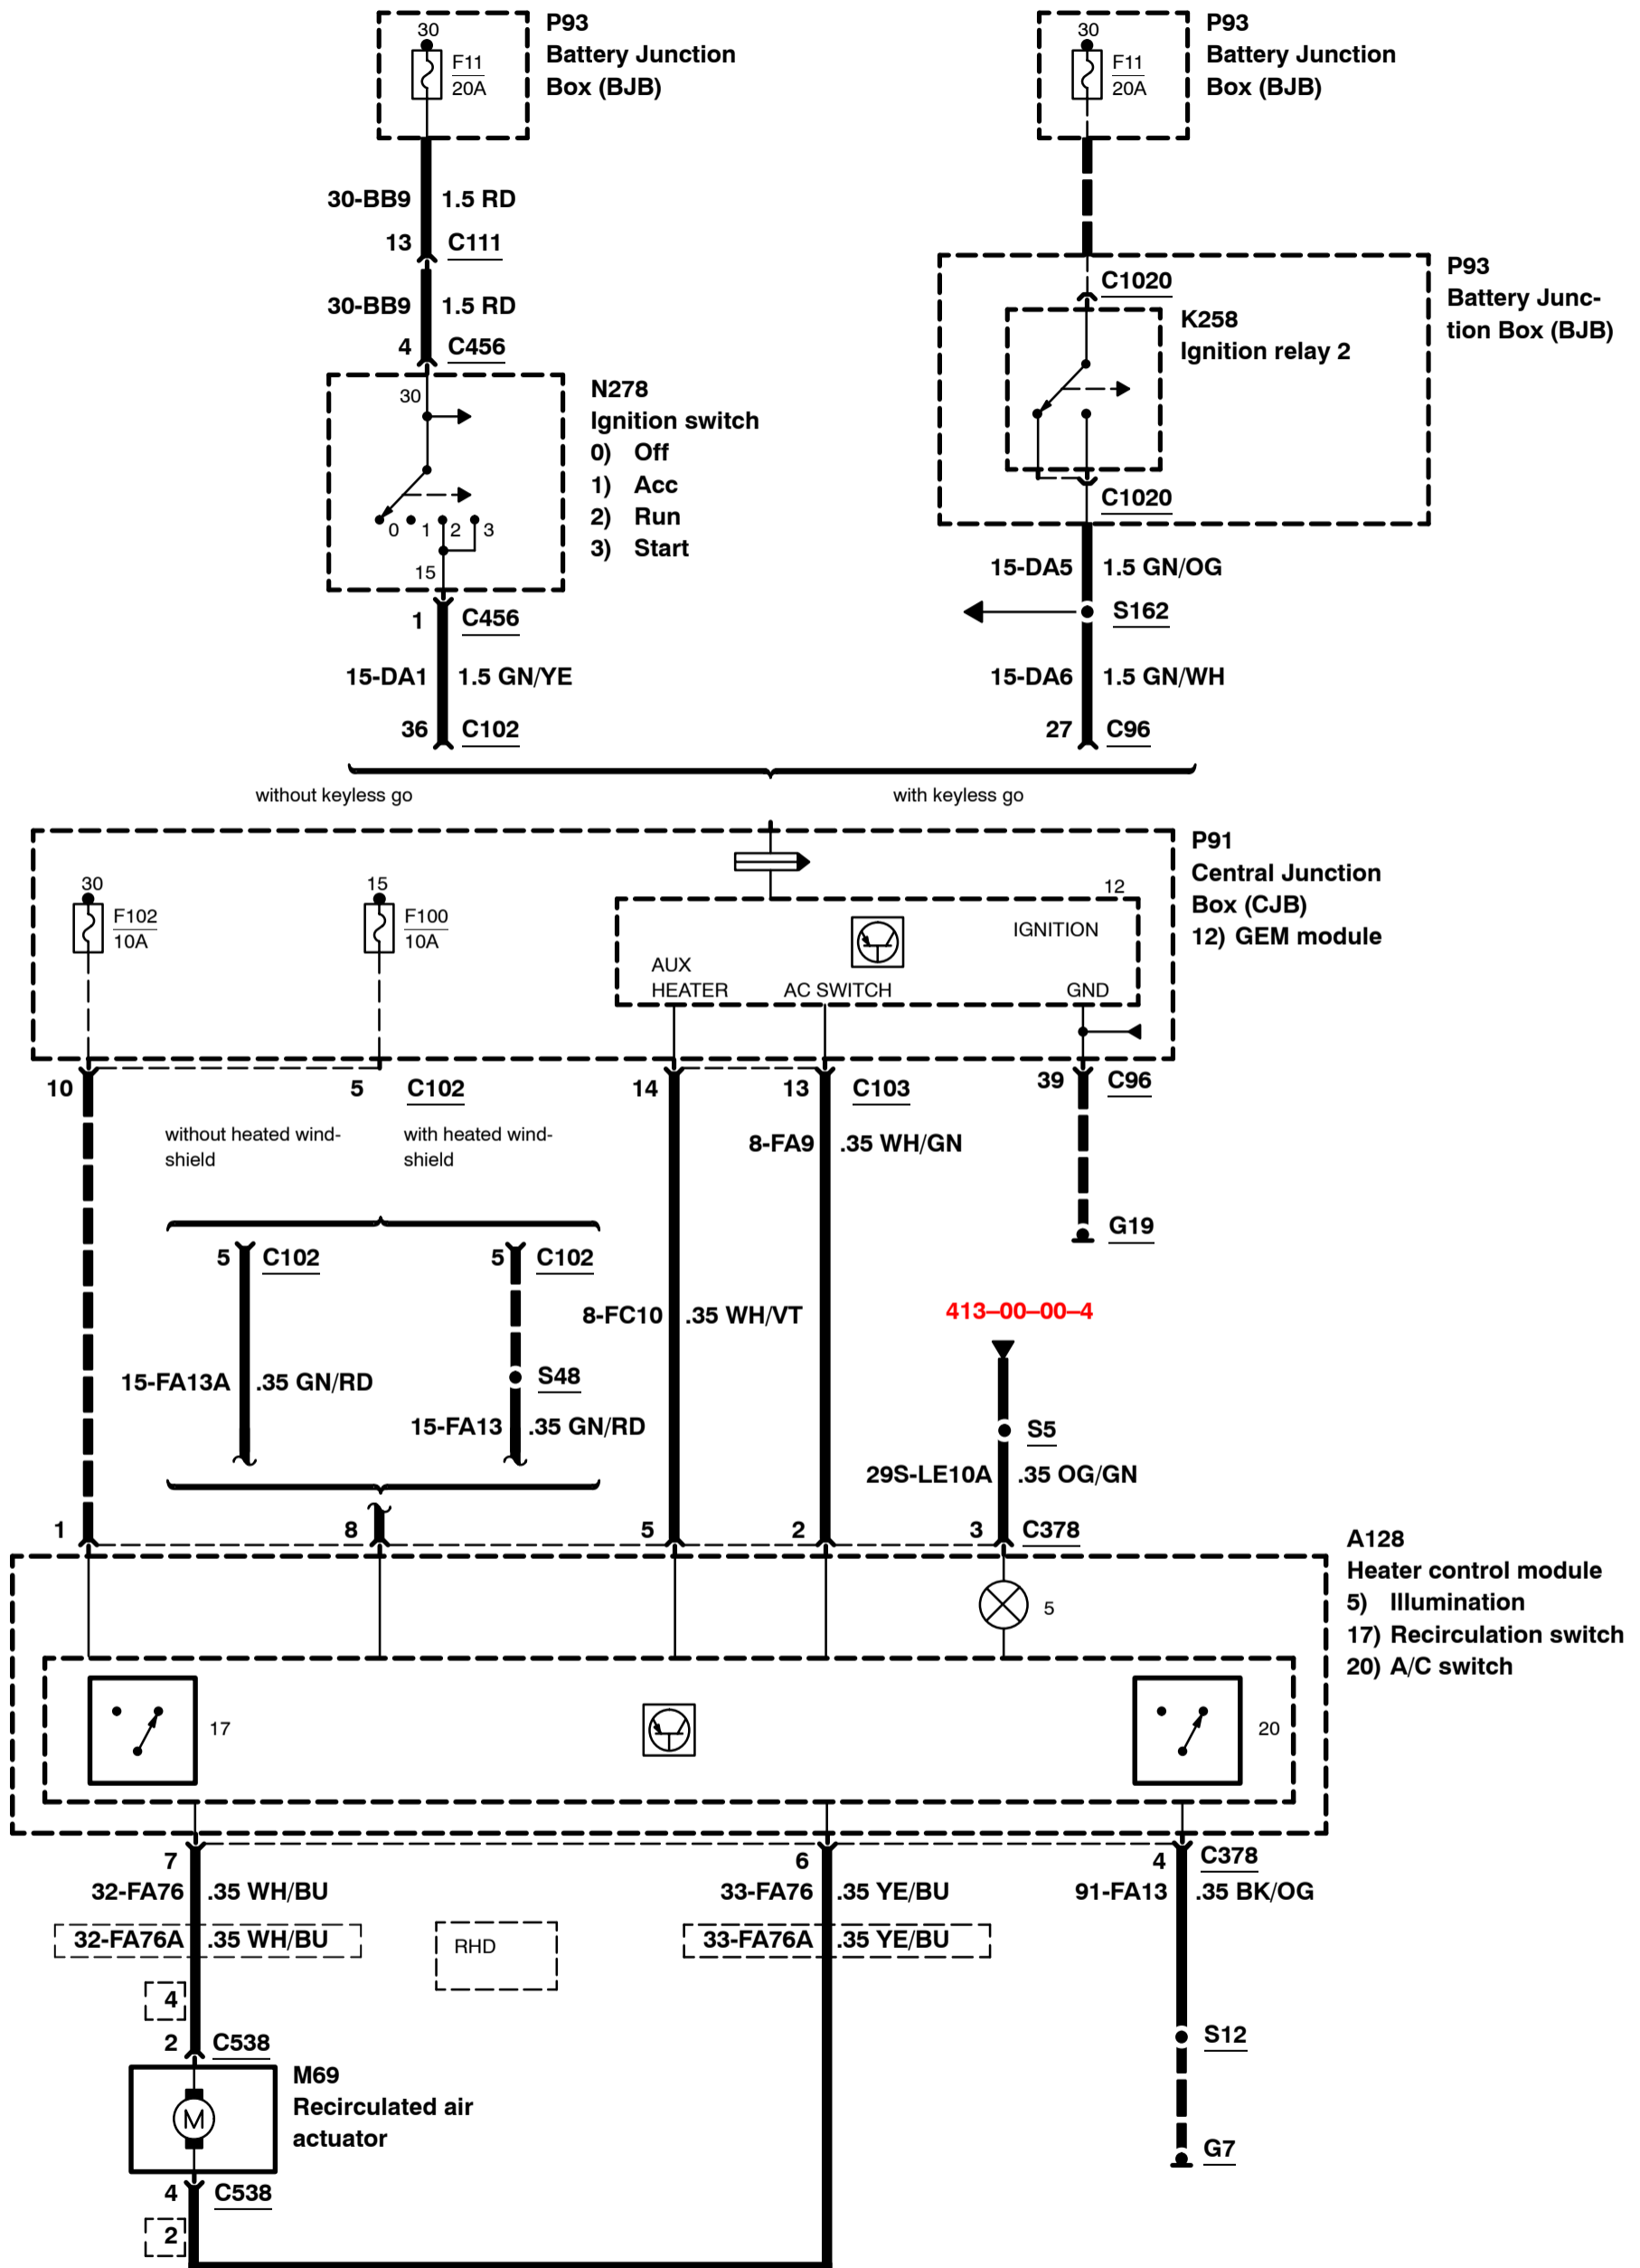 30
F11
20A
P93
Battery Junction
Box (BJB)
30
F11
20A
P93
Battery Junction
Box (BJB)
30-BB9 1.5 RD
13 C111
30-BB9 1.5 RD
4 C456
30
N278
Ignition switch
0) Off
1) Acc
2) Run
3) Start
0 1 2 3
15
1 C456
15-DA1 1.5 GN/YE
36 C102
C1020
K258
Ignition relay 2
P93
Battery Junc-
tion Box (BJB)
C1020
15-DA5 1.5 GN/OG
S162
15-DA6 1.5 GN/WH
27 C96
without keyless go
with keyless go
P91
Central Junction
Box (CJB)
12) GEM module
30
F102
10A
15
F100
10A
12
IGNITION
AUX
HEATER
AC SWITCH
GND
10
5 C102
14
13 C103
39 C96
without heated wind-
shield
with heated wind-
shield
8-FA9 .35 WH/GN
G19
5 C102
5 C102
8-FC10 .35 WH/VT
413–00–00–4
15-FA13A .35 GN/RD
S48
15-FA13 .35 GN/RD
S5
29S-LE10A .35 OG/GN
1
8
5
2
3 C378
A128
Heater control module
5) Illumination
17) Recirculation switch
20) A/C switch
5
17
20
7
6
4 C378
32-FA76 .35 WH/BU
33-FA76 .35 YE/BU
91-FA13 .35 BK/OG
32-FA76A .35 WH/BU
RHD
33-FA76A .35 YE/BU
4
2 C538
S12
M69
Recirculated air
actuator
M
G7
4 C538
2